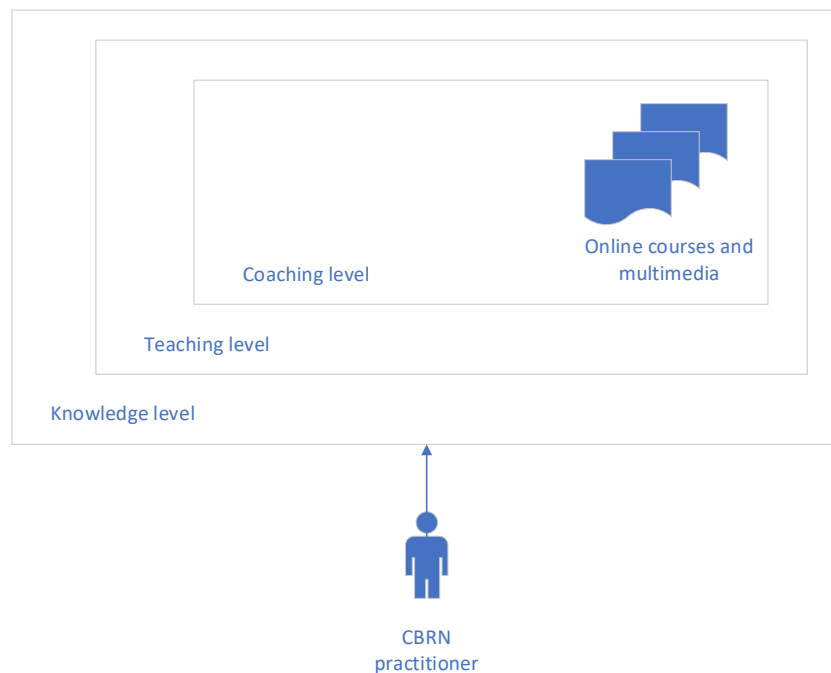 Online courses and
multimedia
Coaching level
Teaching level
Knowledge level
CBRN
practitioner